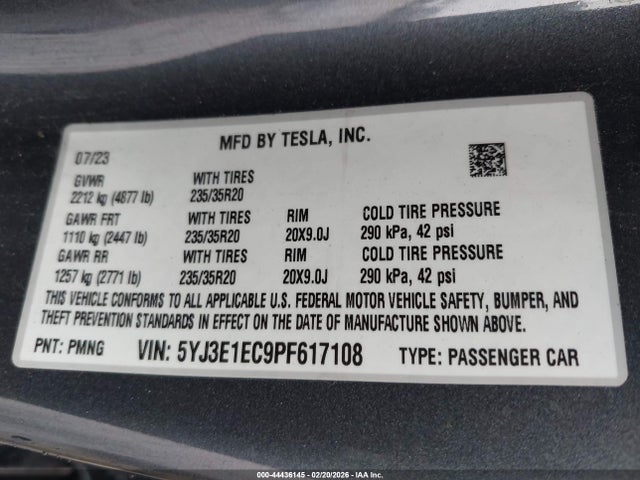 MFD BY TESLA, INC.
07/23
GVWR WITH TIRES
2212 kg (4877 lb) 235/35R20
GAWR FRT WITH TIRES RIM COLD TIRE PRESSURE
1110 kg (2447 lb) 235/35R20 20X9.0J 290 kPa, 42 psi
GAWR RR WITH TIRES RIM COLD TIRE PRESSURE
1257 kg (2771 lb) 235/35R20 20X9.0J 290 kPa, 42 psi
THIS VEHICLE CONFORMS TO ALL APPLICABLE U.S. FEDERAL MOTOR VEHICLE SAFETY, BUMPER, AND
THEFT PREVENTION STANDARDS IN EFFECT ON THE DATE OF MANUFACTURE SHOWN ABOVE.
PNT: PMNG VIN: 5YJ3E1EC9PF617108 TYPE: PASSENGER CAR
000-44436145 - 02/20/2026 - IAA Inc.